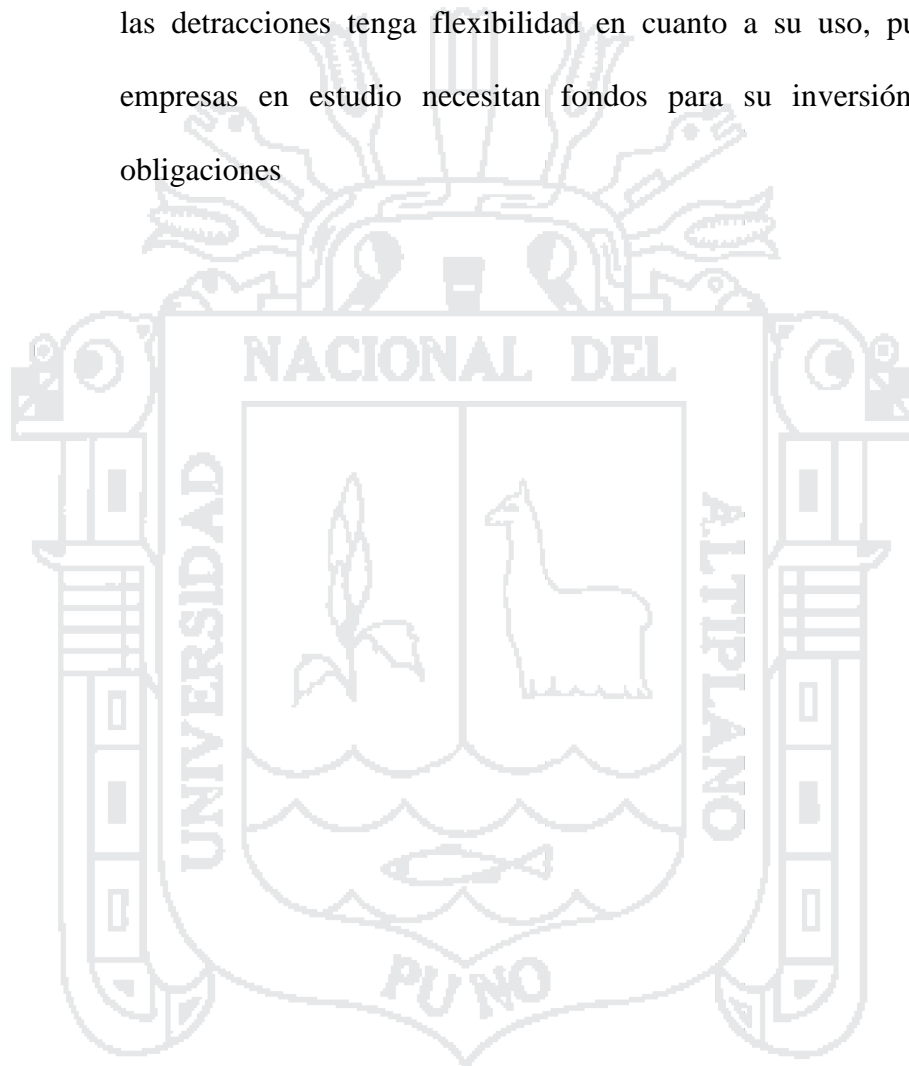 las detracciones tenga flexibilidad en cuanto a su uso, pu
empresas en estudio necesitan fondos para su inversión
obligaciones
NACIONAL DEL
UNIVERSIDAD
ALTIPLANO
PUNO